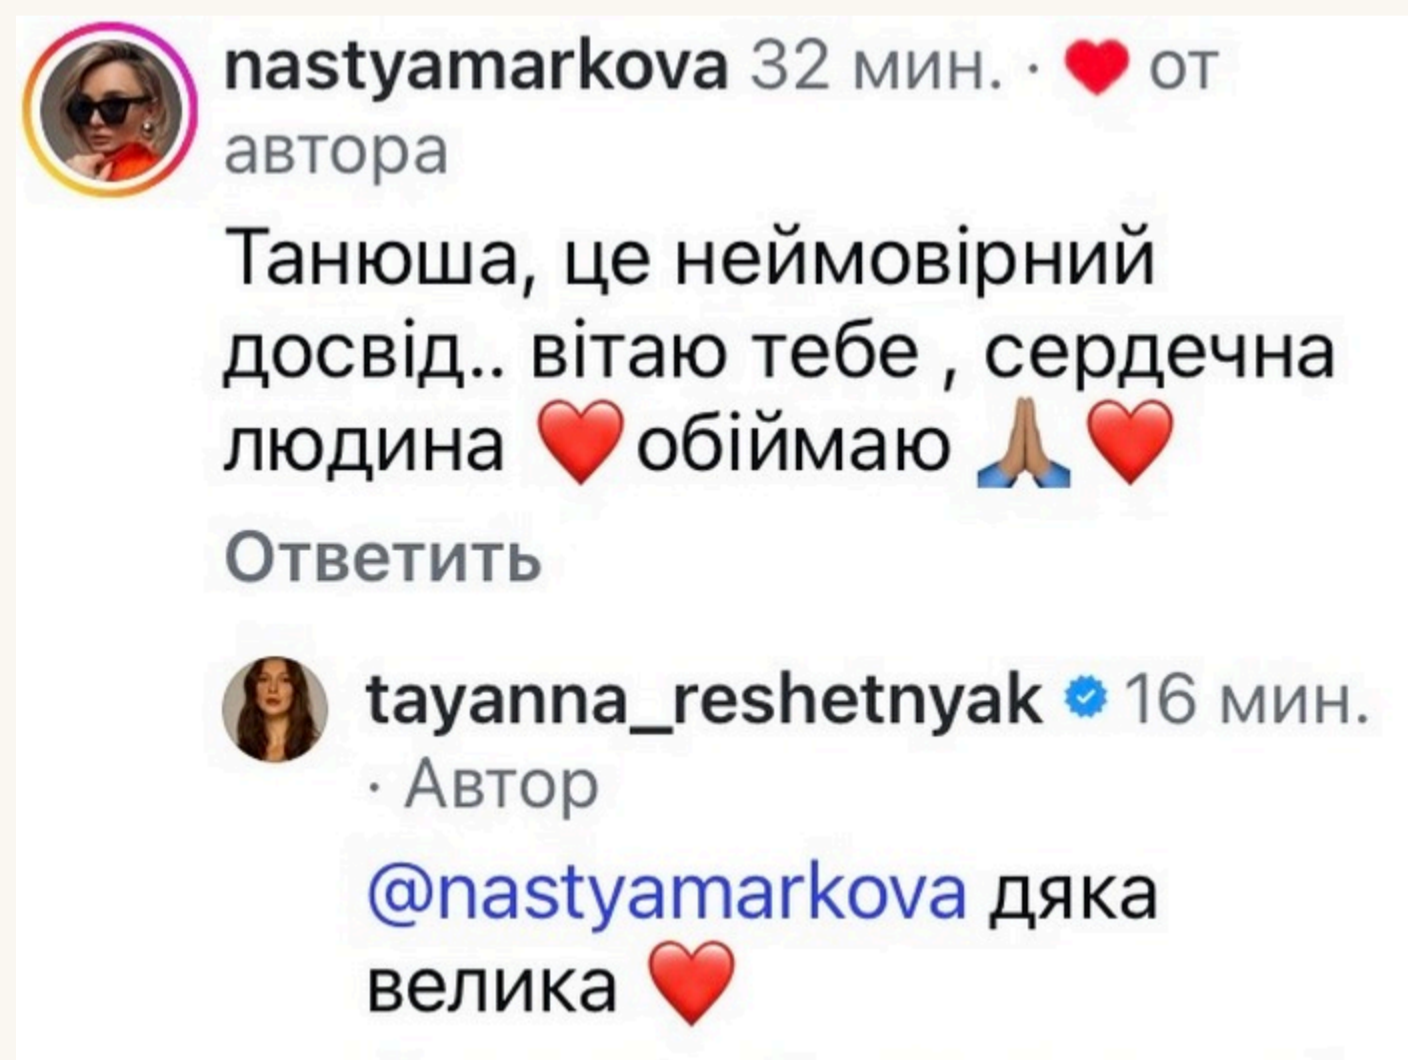 nastyamarkova 32 мин. · ❤️ от
автора
Танюша, це неймовірний
досвід.. вітаю тебе , сердечна
людина ❤️обіймаю 🙏🏽❤️
Ответить
tayanna_reshetnyak 16 мин.
· Автор
@nastyamarkova дяка
велика ❤️